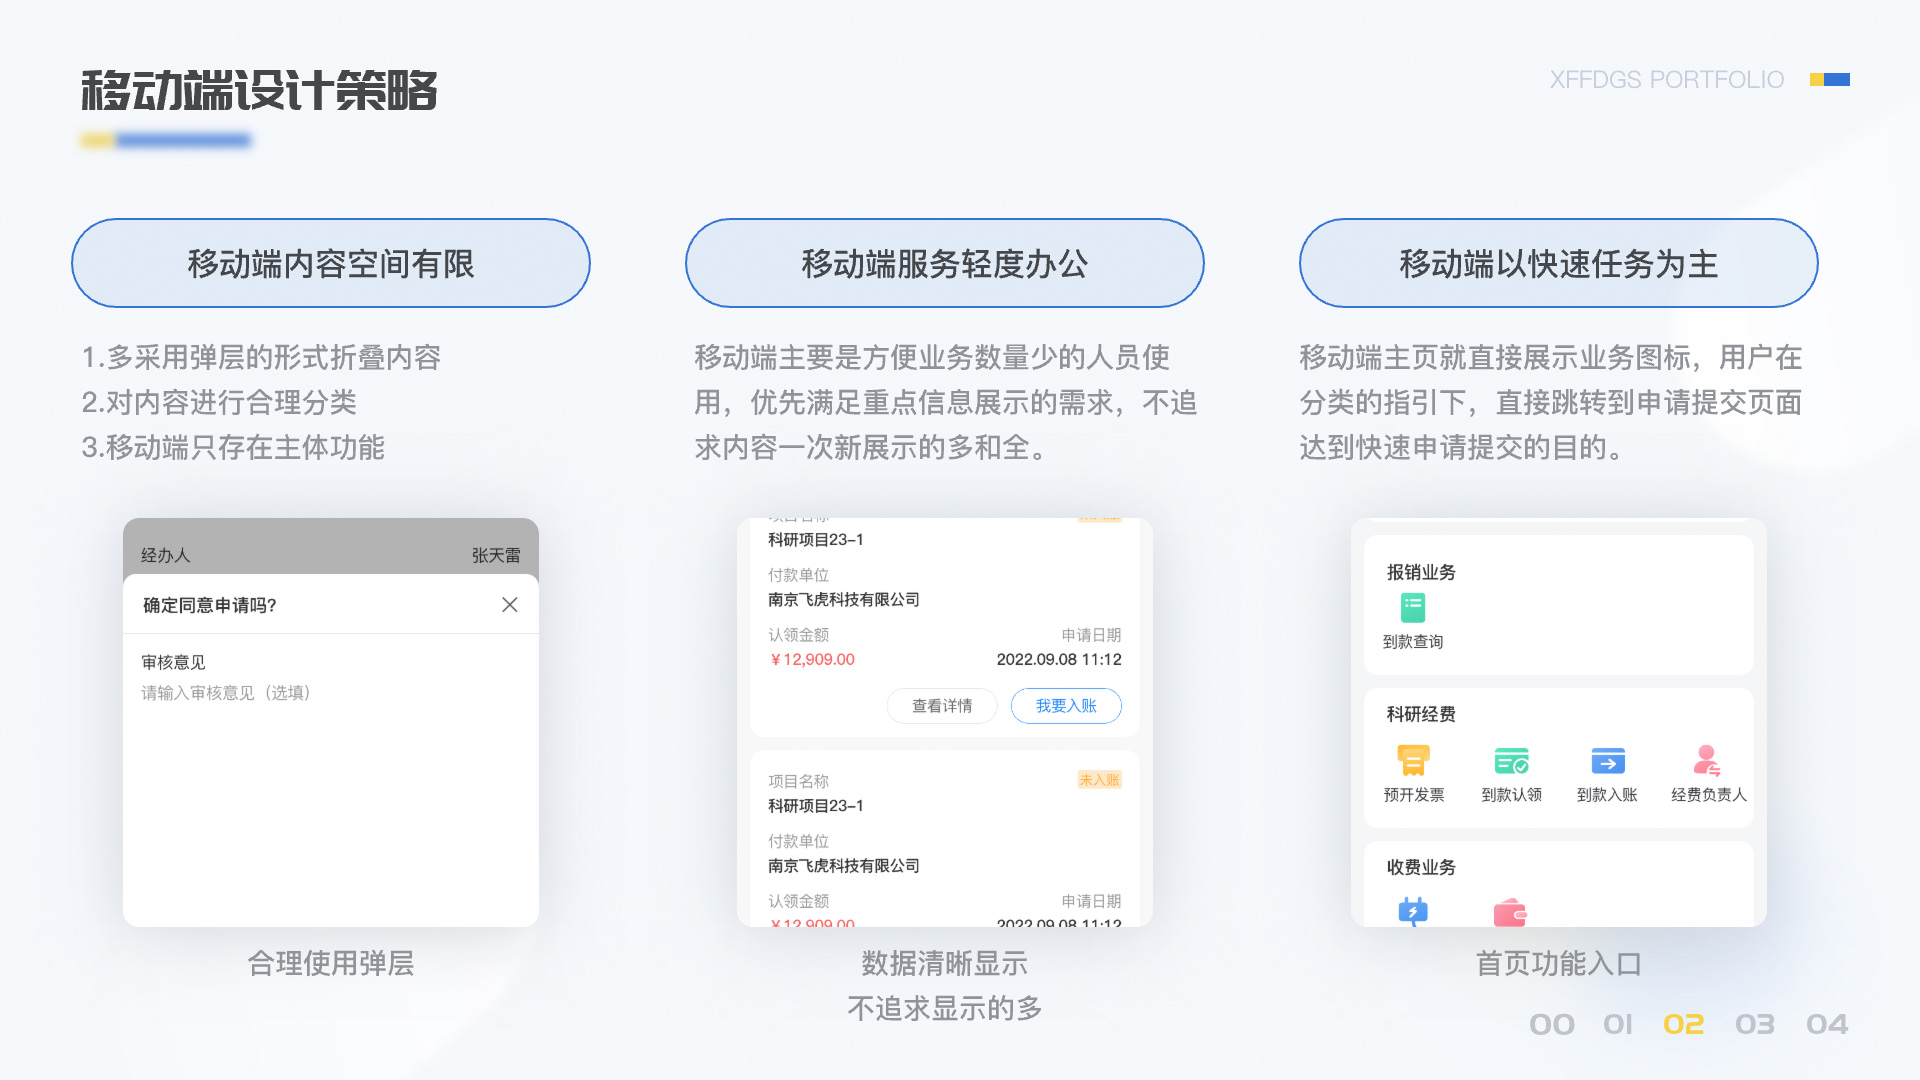 移动端设计策略
XFFDGS PORTFOLIO
移动端内容空间有限
1.多采用弹层的形式折叠内容
2.对内容进行合理分类
3.移动端只存在主体功能
经办人
张天雷
确定同意申请吗?
审核意见
请输入审核意见（选填）
合理使用弹层
移动端服务轻度办公
移动端主要是方便业务数量少的人员使
用，优先满足重点信息展示的需求，不追
求内容一次新展示的多和全。
项目名称
科研项目23-1
付款单位
南京飞虎科技有限公司
认领金额
申请日期
￥12,909.00
2022.09.08 11:12
查看详情
我要入账
项目名称
未入账
科研项目23-1
付款单位
南京飞虎科技有限公司
认领金额
申请日期
￥12,909.00
2022.09.08 11:12
数据清晰显示
不追求显示的多
移动端以快速任务为主
移动端主页就直接展示业务图标，用户在
分类的指引下，直接跳转到申请提交页面
达到快速申请提交的目的。
报销业务
到款查询
科研经费
预开发票
到款认领
到款入账
经费负责人
收费业务
首页功能入口
00 01 02 03 04